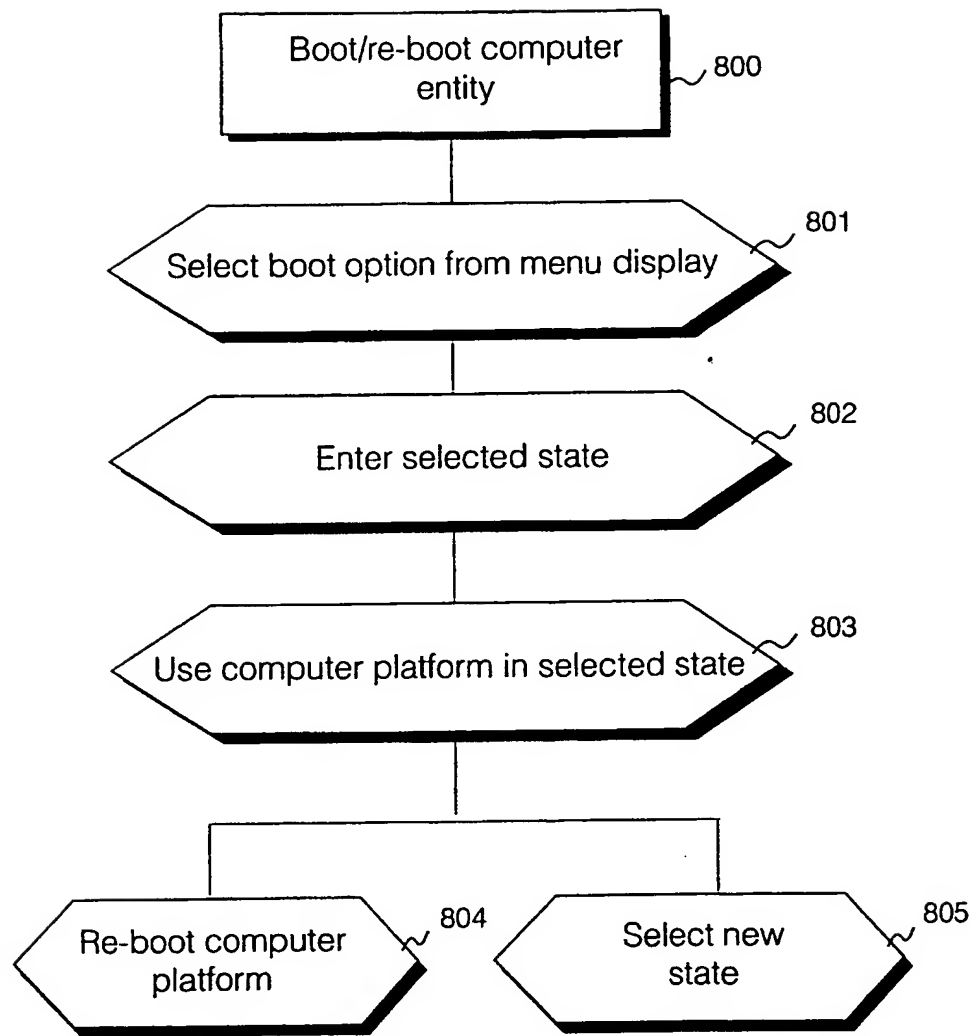 Boot/re-boot computer
entity
800
801
Select boot option from menu display
802
Enter selected state
803
Use computer platform in selected state
804
Re-boot computer
platform
805
Select new
state